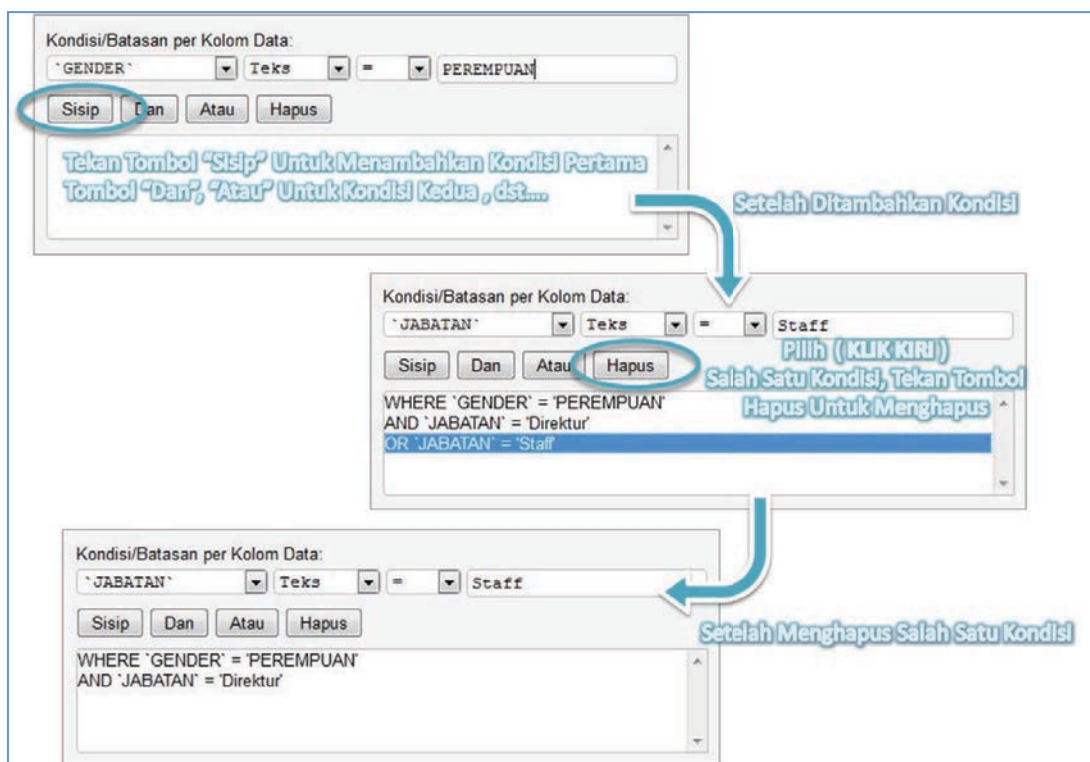 Kondisi/Batasan per Kolom Data:
`GENDER` Teks = PEREMPUAN
Sisip Dan Atau Hapus
Tekan Tombol "Sisip" Untuk Menambahkan Kondisi Pertama
Tombol "Dan", "Atau" Untuk Kondisi Kedua , dst....
Setelah Ditambahkan Kondisi
Kondisi/Batasan per Kolom Data:
`JABATAN` Teks = Staff
Sisip Dan Atau Hapus
Pilih ( KLIK KIRI )
Salah Satu Kondisi, Tekan Tombol
Hapus Untuk Menghapus
WHERE `GENDER` = 'PEREMPUAN'
AND `JABATAN` = 'Direktur'
OR `JABATAN` = 'Staff'
Kondisi/Batasan per Kolom Data:
`JABATAN` Teks = Staff
Sisip Dan Atau Hapus
Setelah Menghapus Salah Satu Kondisi
WHERE `GENDER` = 'PEREMPUAN'
AND `JABATAN` = 'Direktur'